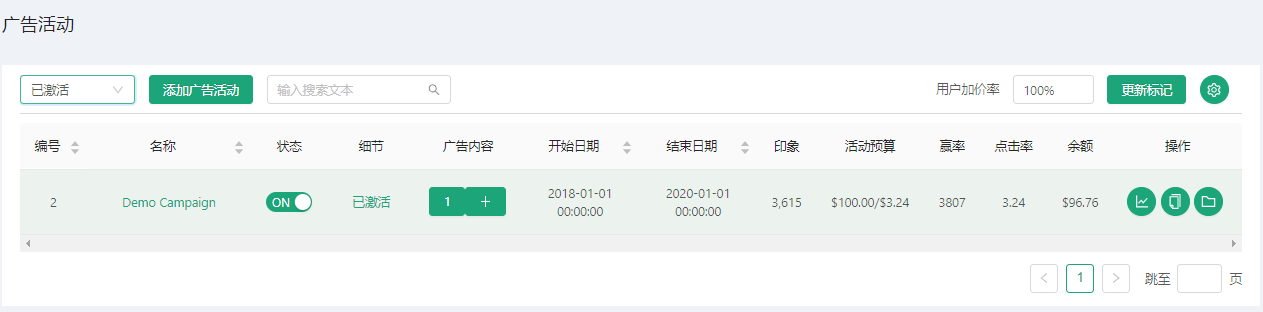 广告活动
已激活 添加广告活动 输入搜索文本 用户加价率 100% 更新标记
编号 名称 状态 细节 广告内容 开始日期 结束日期 印象 活动预算 赢率 点击率 余额 操作
2 Demo Campaign ON 已激活 1 + 2018-01-01 00:00:00 2020-01-01 00:00:00 3,615 $100.00/$3.24 3807 3.24 $96.76
1 跳至 页